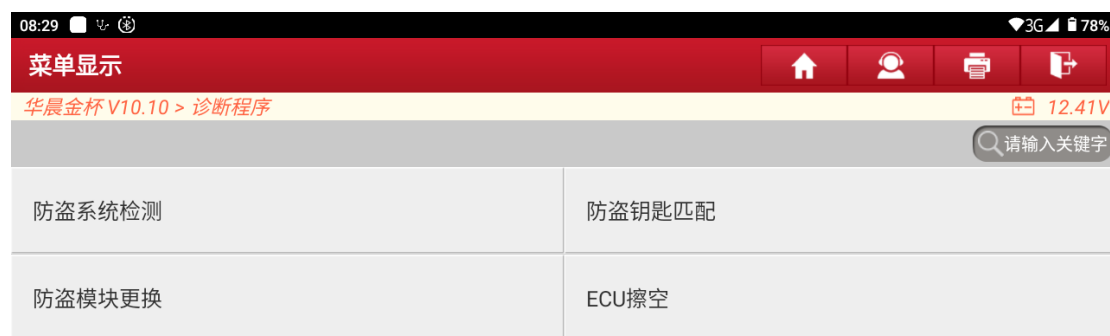 08:29 3G 78%
菜单显示
华晨金杯 V10.10 > 诊断程序 12.41V
请输入关键字
防盗系统检测 防盗钥匙匹配
防盗模块更换 ECU擦空